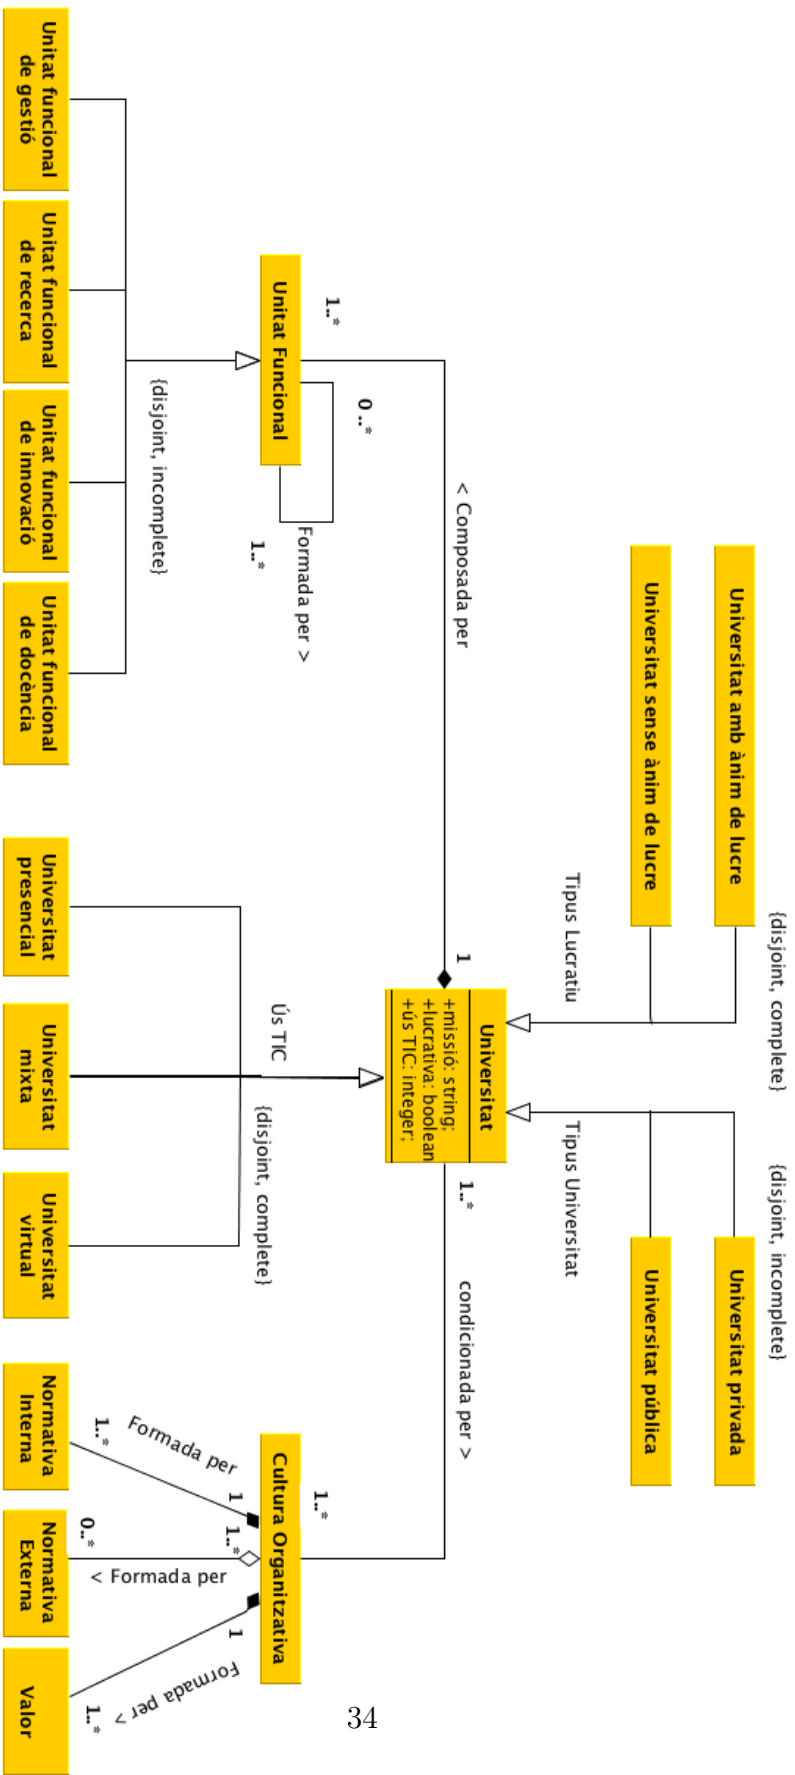 {disjoint, complete}
{disjoint, incomplete}
Universitat amb ànim de lucre
Universitat privada
Universitat sense ànim de lucre
Universitat pública
Tipus Lucratiu
Tipus Universitat
Universitat
+missió: string;
+lucrativa: boolean
+ús TIC: integer;
< Composada per
1
1..*
condicionada per >
1..*
0 ..*
Unitat Funcional
Formada per >
1..*
Ús TIC
{disjoint, complete}
1..*
Cultura Organitzativa
{disjoint, incomplete}
1
1..*
1
Formada per
< Formada per
Formada per >
1..*
0..*
1..*
Unitat funcional
de gestió
Unitat funcional
de recerca
Unitat funcional
de innovació
Unitat funcional
de docència
Universitat
presencial
Universitat
mixta
Universitat
virtual
Normativa
Interna
Normativa
Externa
Valor
34